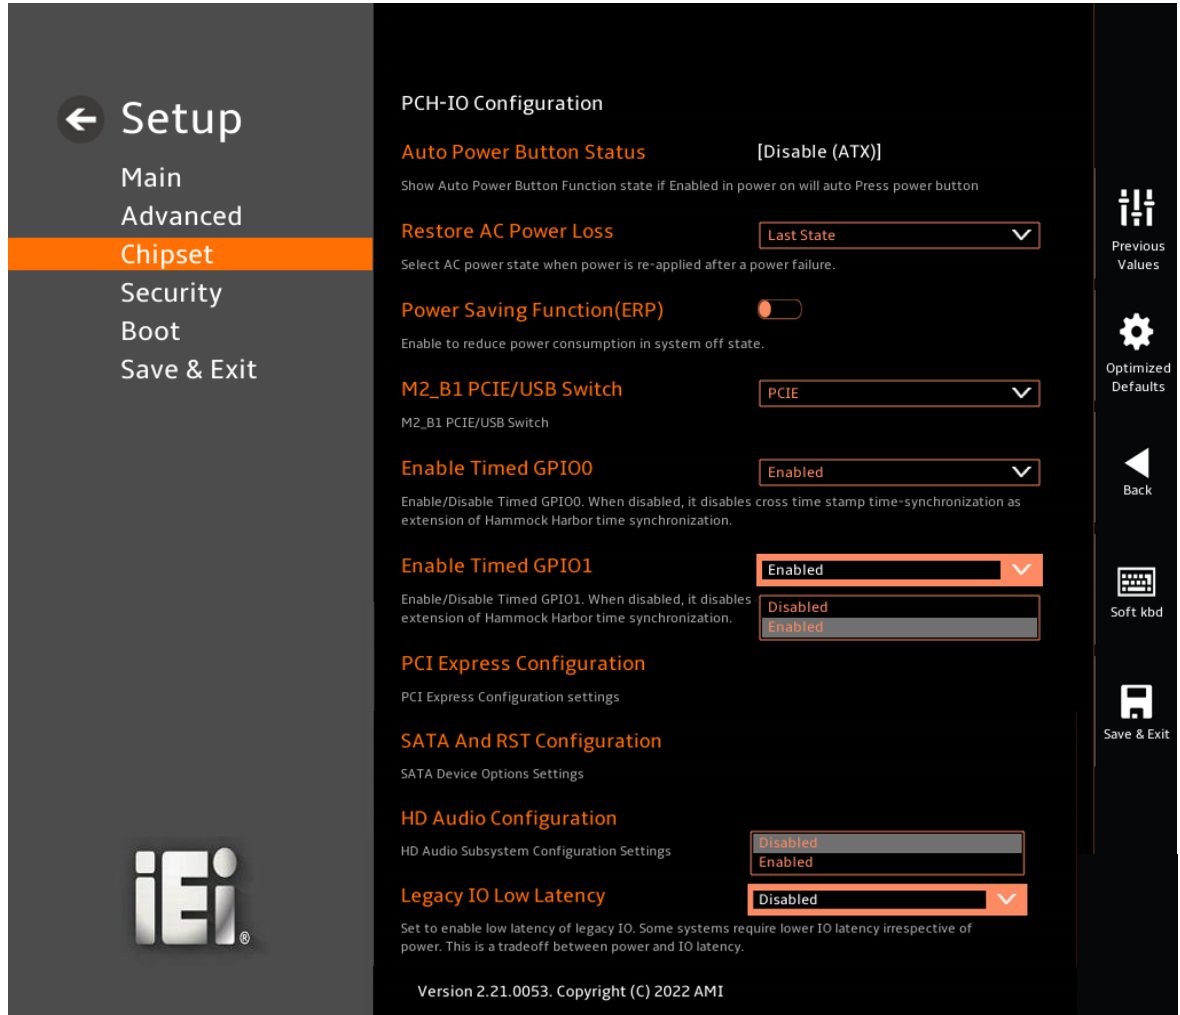 Setup
Main
Advanced
Chipset
Security
Boot
Save & Exit
PCH-IO Configuration
Auto Power Button Status [Disable (ATX)]
Show Auto Power Button Function state if Enabled in power on will auto Press power button
Restore AC Power Loss Last State
Select AC power state when power is re-applied after a power failure.
Power Saving Function(ERP)
Enable to reduce power consumption in system off state.
M2_B1 PCIE/USB Switch PCIE
M2_B1 PCIE/USB Switch
Enable Timed GPIO0 Enabled
Enable/Disable Timed GPIO0. When disabled, it disables cross time stamp time-synchronization as
extension of Hammock Harbor time synchronization.
Enable Timed GPIO1 Enabled
Enable/Disable Timed GPIO1. When disabled, it disables
extension of Hammock Harbor time synchronization.
Disabled
Enabled
PCI Express Configuration
PCI Express Configuration settings
SATA And RST Configuration
SATA Device Options Settings
HD Audio Configuration
HD Audio Subsystem Configuration Settings
Disabled
Enabled
Legacy IO Low Latency Disabled
Set to enable low latency of legacy IO. Some systems require lower IO latency irrespective of
power. This is a tradeoff between power and IO latency.
Version 2.21.0053. Copyright (C) 2022 AMI
Previous
Values
Optimized
Defaults
Back
Soft kbd
Save & Exit
iEi ®